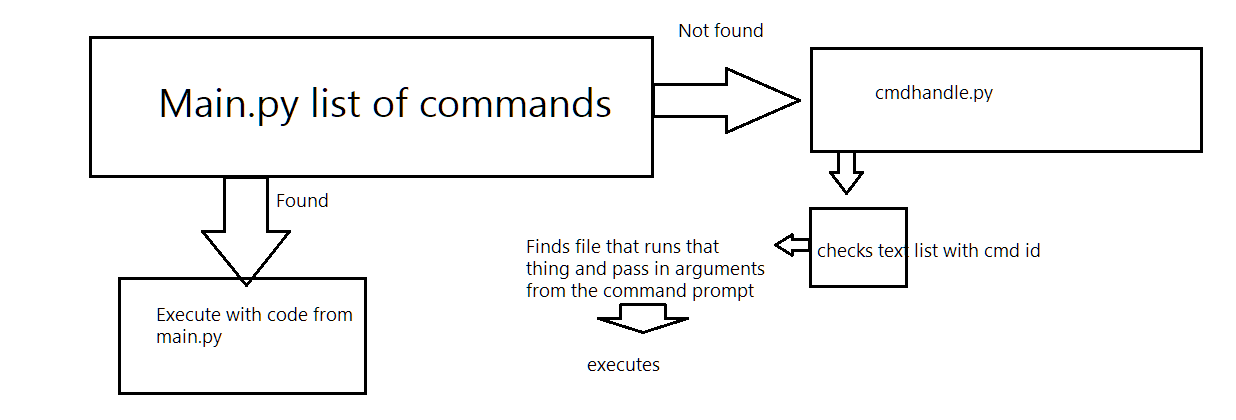 Not found
Main.py list of commands
cmdhandle.py
Found
Finds file that runs that
thing and pass in arguments
from the command prompt
checks text list with cmd id
Execute with code from
main.py
executes